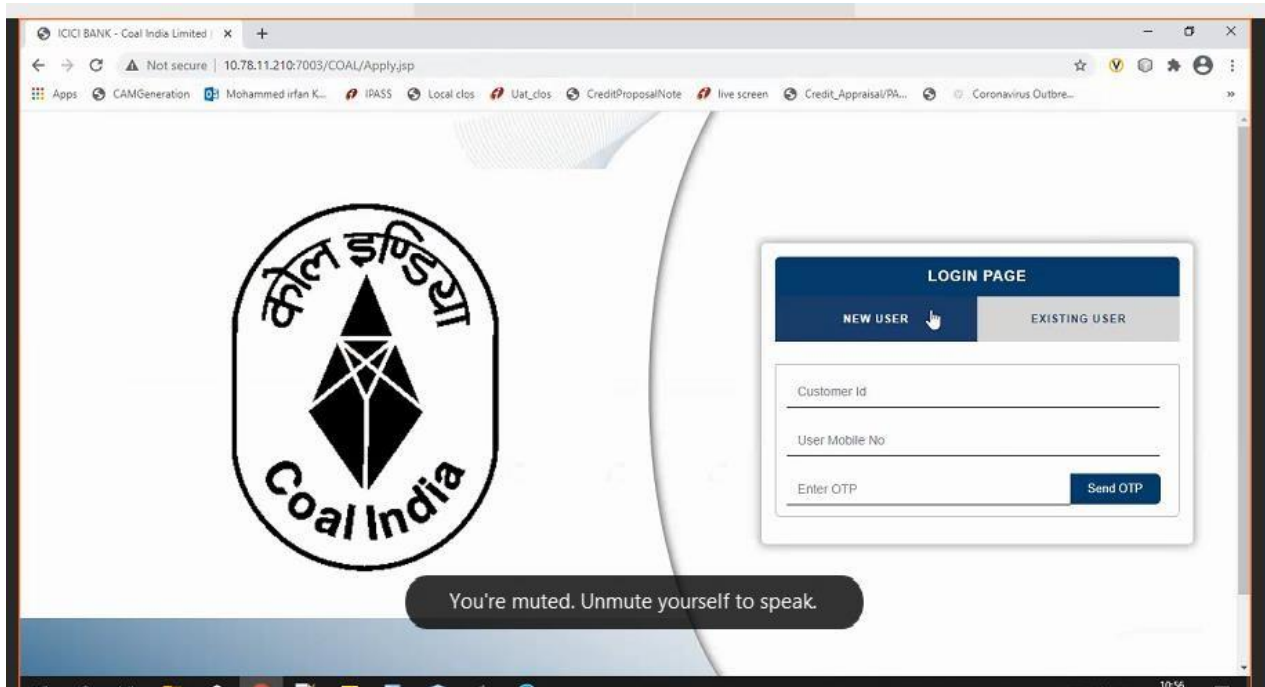 ICICI BANK - Coal India Limited |
Not secure | 10.78.11.210:7003/COAL/Apply.jsp
Apps CAMGeneration Mohammed irfan K... IPASS Local clos Uat_clos CreditProposalNote live screen Credit_Appraisal/PA... Coronavirus Outbre...
कोल इण्डिया
Coal India
LOGIN PAGE
NEW USER EXISTING USER
Customer Id
User Mobile No
Enter OTP Send OTP
You're muted. Unmute yourself to speak.
10:56